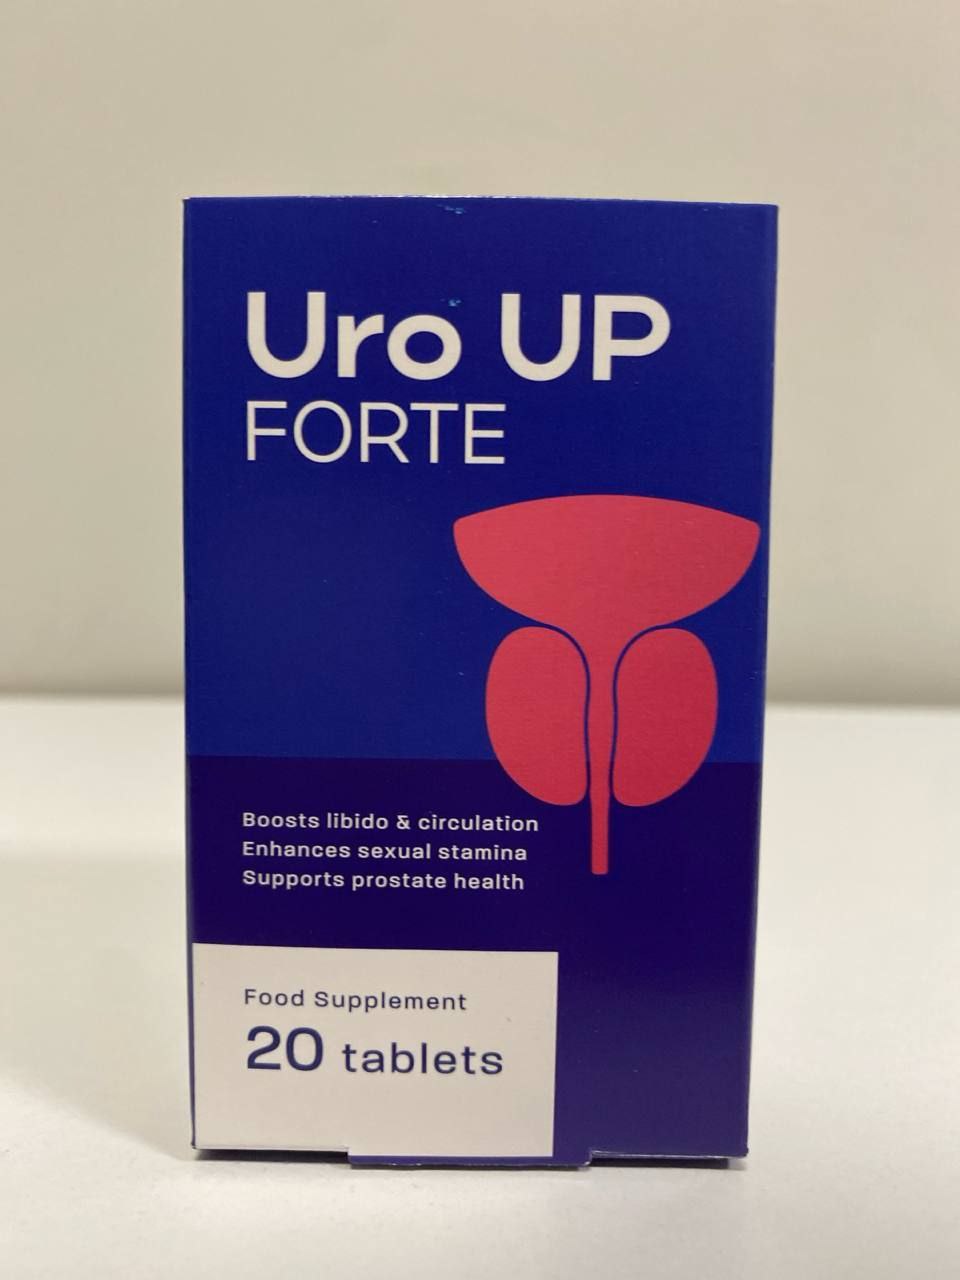 Uro UP
FORTE
Boosts libido & circulation
Enhances sexual stamina
Supports prostate health
Food Supplement
20 tablets